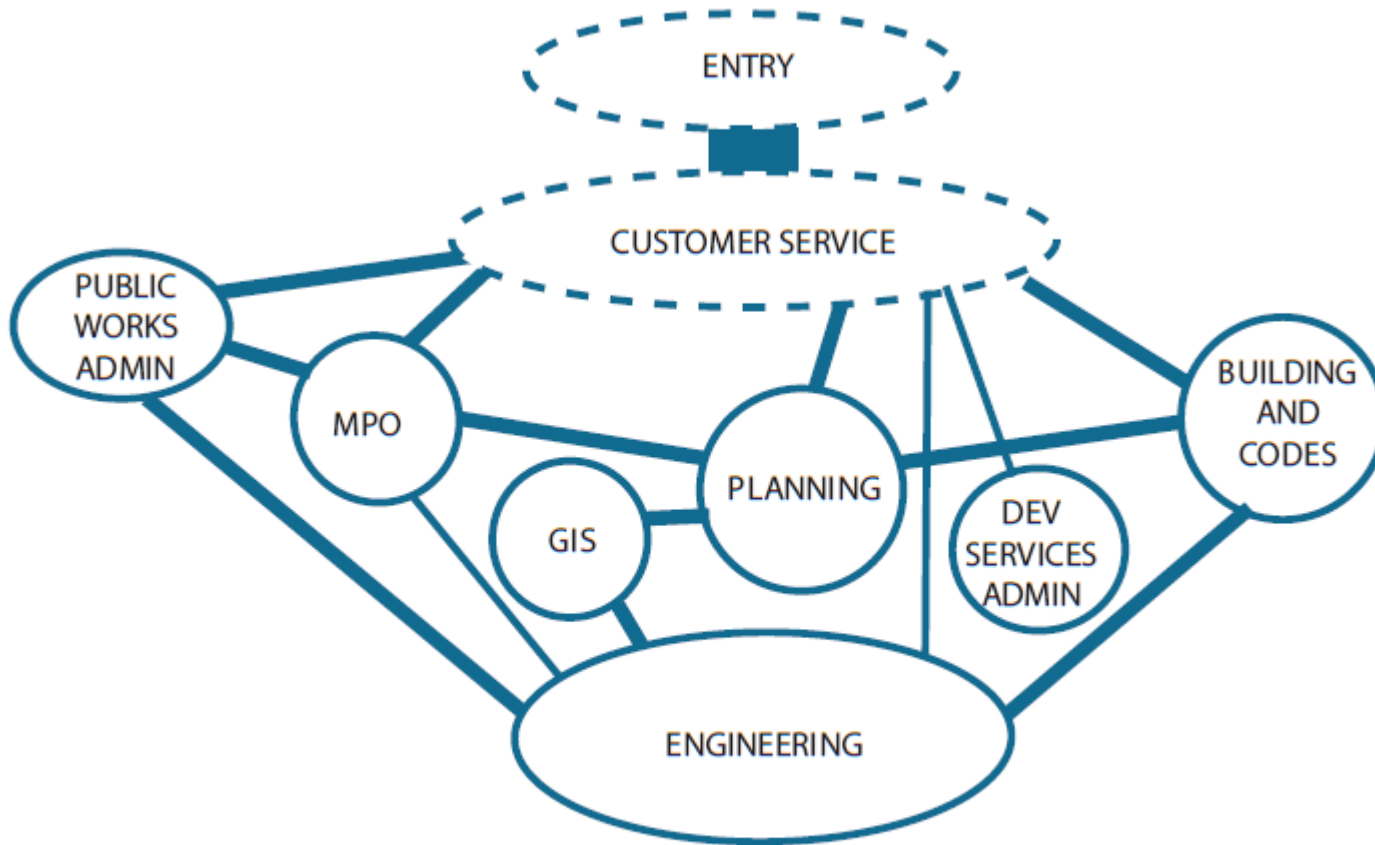 ENTRY
CUSTOMER SERVICE
PUBLIC
WORKS
ADMIN
MPO
GIS
PLANNING
DEV
SERVICES
ADMIN
BUILDING
AND
CODES
ENGINEERING